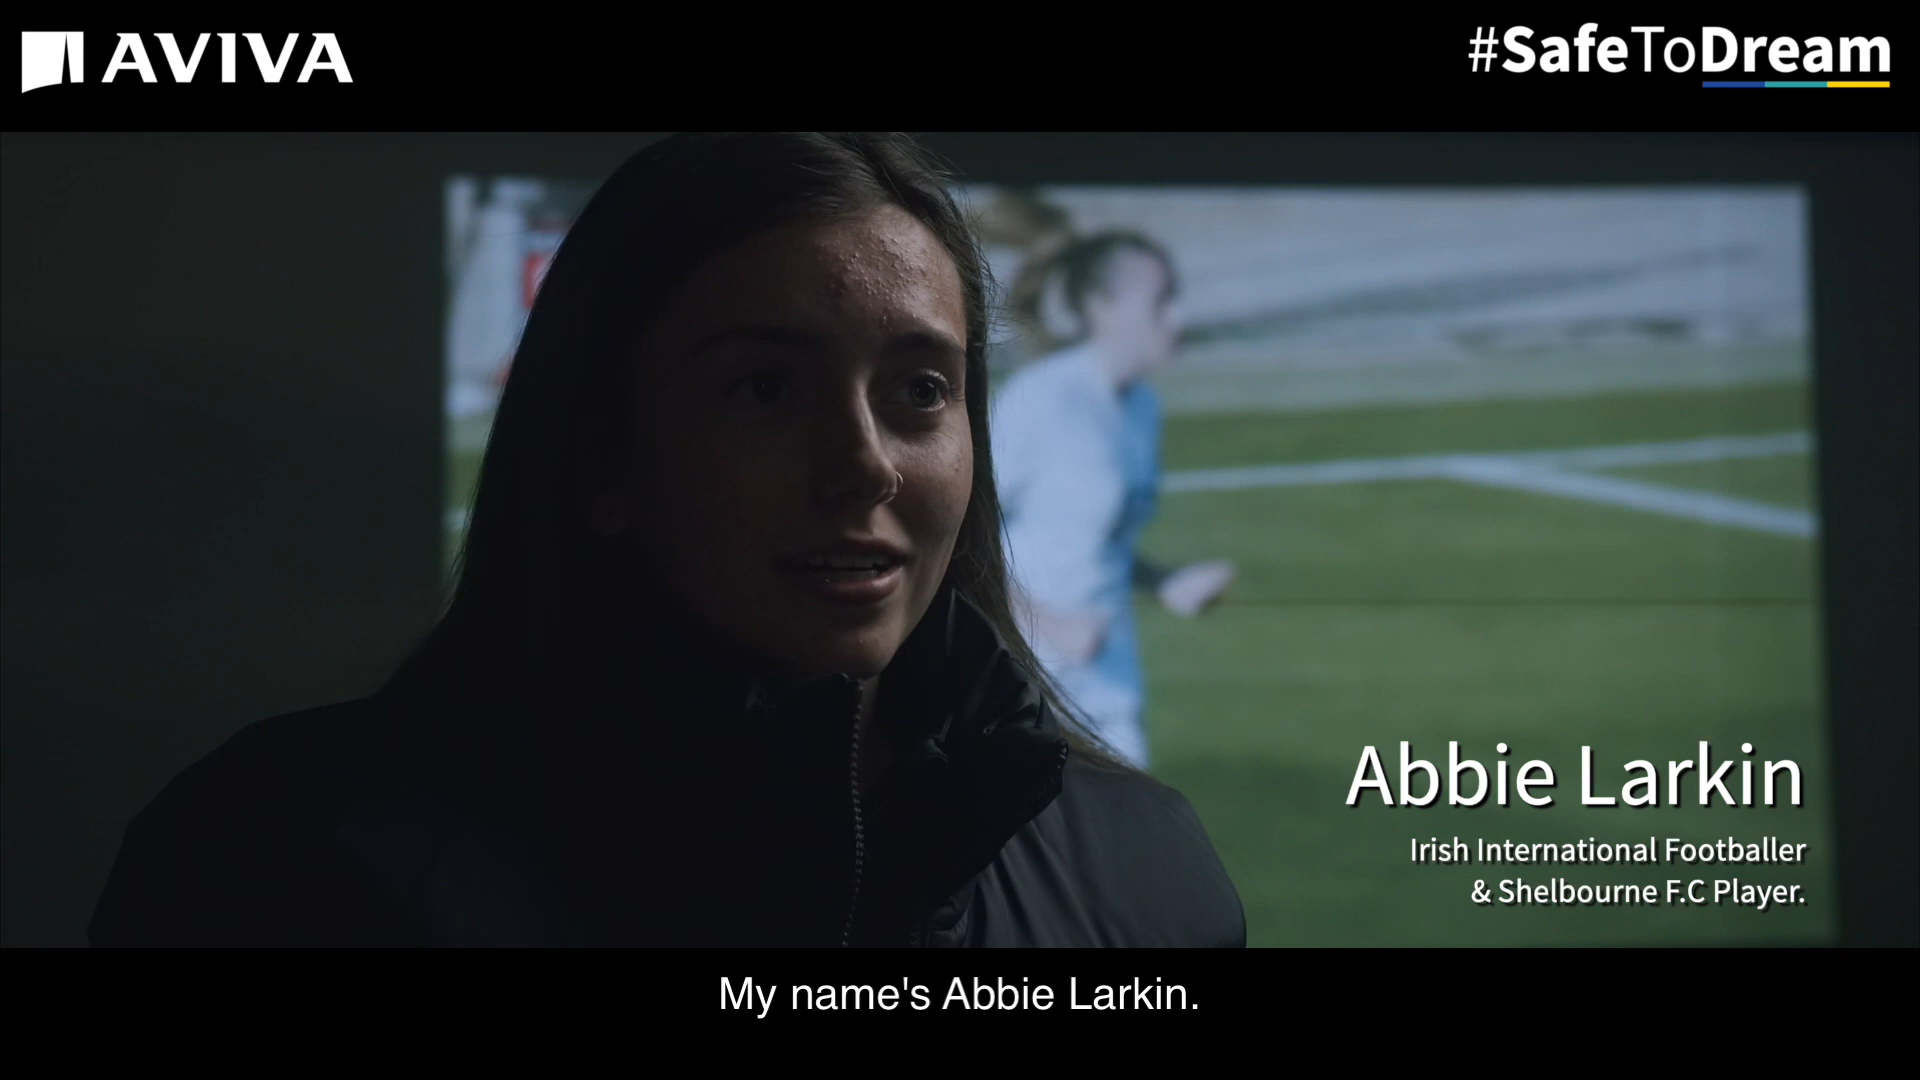 AVIVA
#SafeToDream
Abbie Larkin
Irish International Footballer
& Shelbourne F.C Player.
My name's Abbie Larkin.